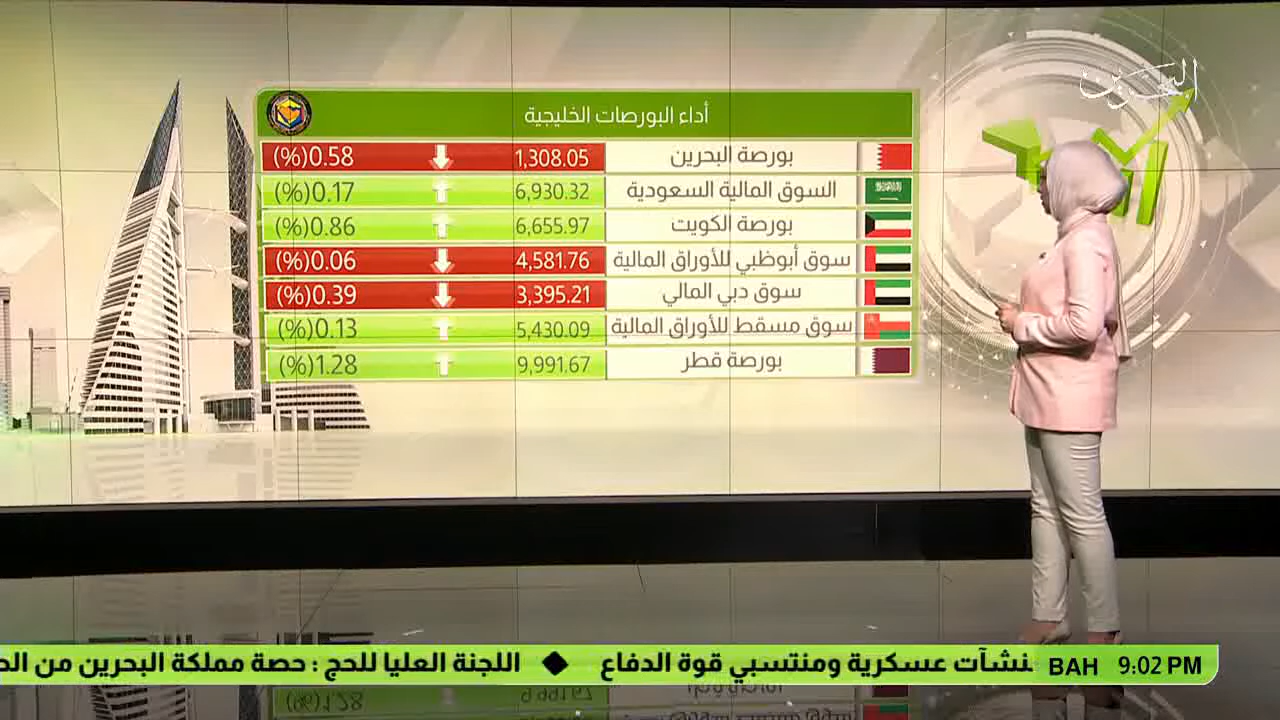 البحرين
أداء البورصات الخليجية
بورصة البحرين 1,308.05 (%)0.58
السوق المالية السعودية 6,930.32 (%)0.17
بورصة الكويت 6,655.97 (%)0.86
سوق أبوظبي للأوراق المالية 4,581.76 (%)0.06
سوق دبي المالي 3,395.21 (%)0.39
سوق مسقط للأوراق المالية 5,430.09 (%)0.13
بورصة قطر 9,991.67 (%)1.28
BAH 9:02 PM
عسكرية ومنتسبي قوة الدفاع ◆ اللجنة العليا للحج : حصة مملكة البحرين من